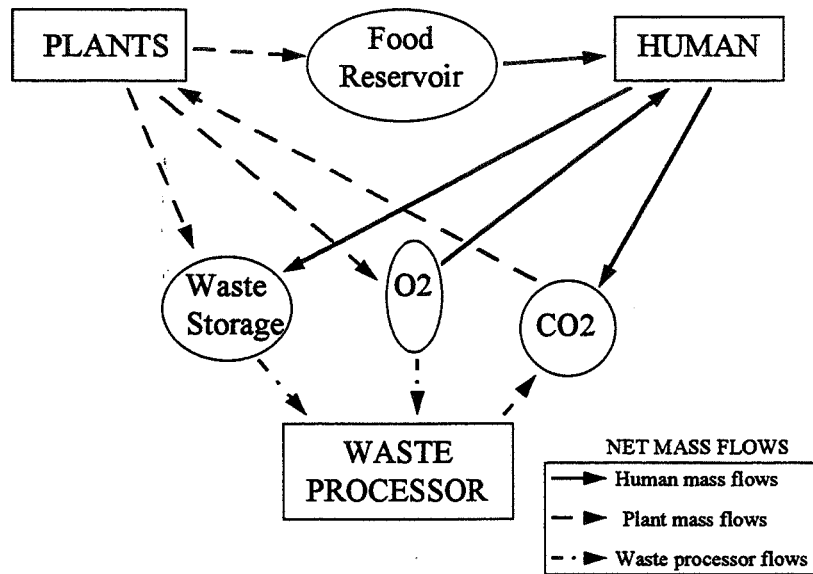 PLANTS
Food
Reservoir
HUMAN
Waste
Storage
O2
CO2
WASTE
PROCESSOR
NET MASS FLOWS
Human mass flows
Plant mass flows
Waste processor flows